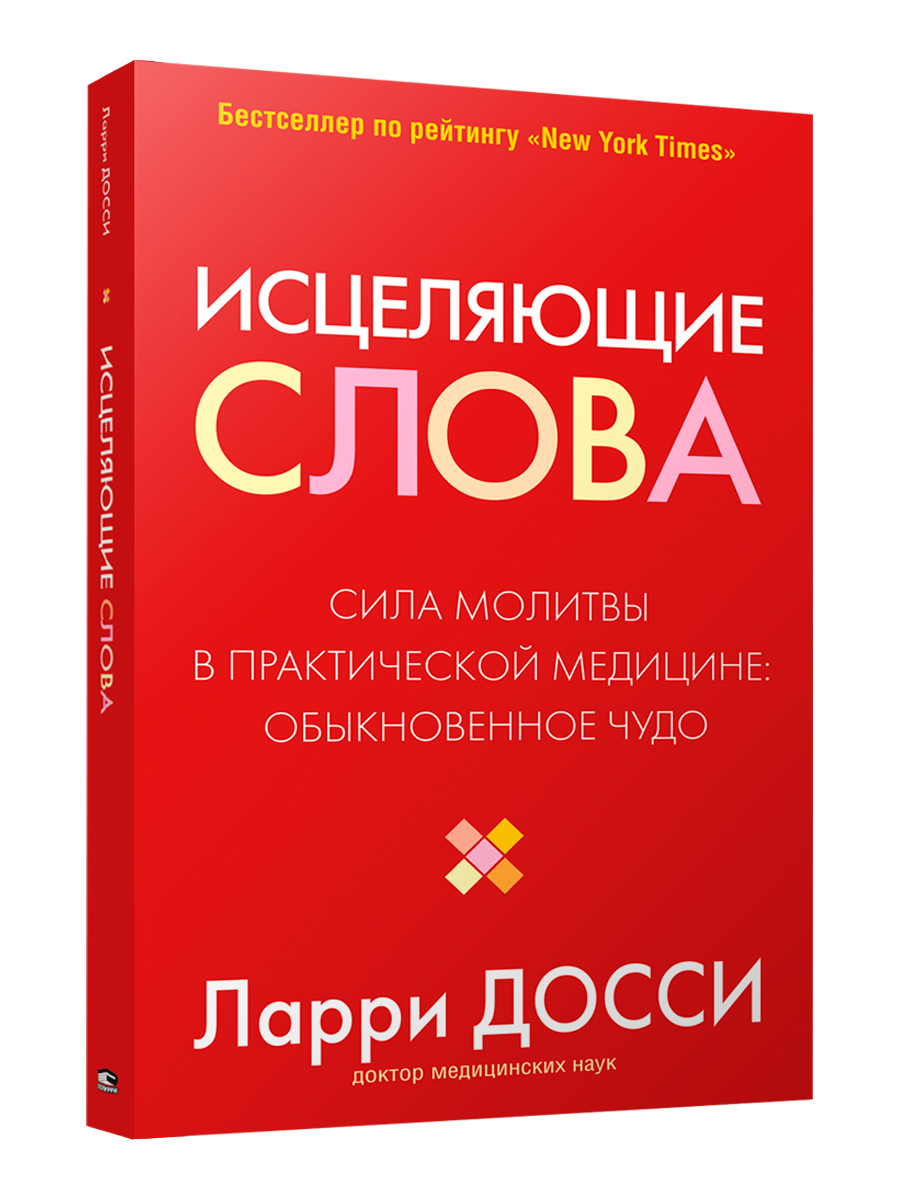 Бестселлер по рейтингу «New York Times»
ИСЦЕЛЯЮЩИЕ
СЛОВА
СИЛА МОЛИТВЫ
В ПРАКТИЧЕСКОЙ МЕДИЦИНЕ:
ОБЫКНОВЕННОЕ ЧУДО
Ларри ДОССИ
доктор медицинских наук
Ларри ДОССИ
ИСЦЕЛЯЮЩИЕ СЛОВА